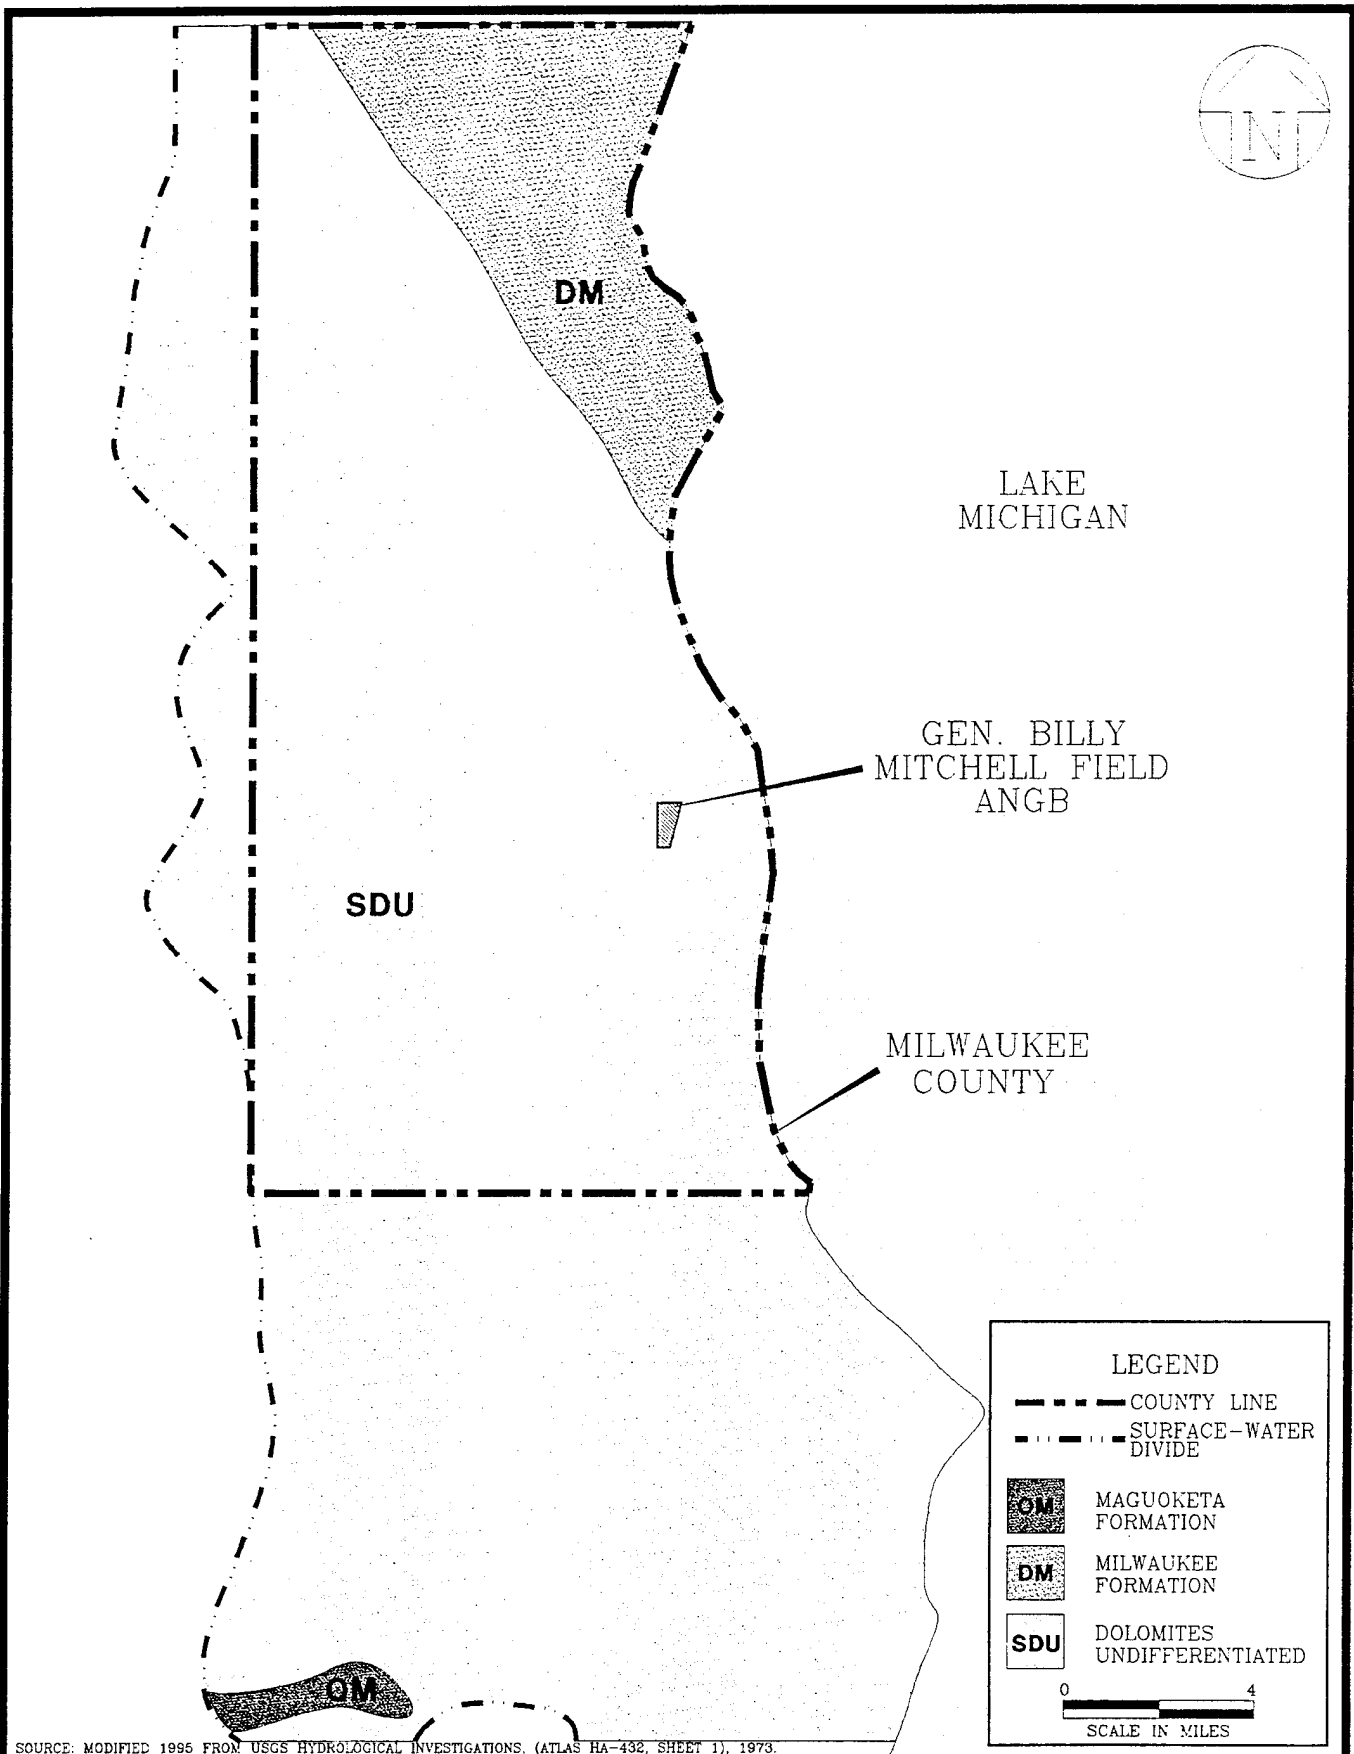 N
DM
LAKE
MICHIGAN
GEN. BILLY
MITCHELL FIELD
ANGB
SDU
MILWAUKEE
COUNTY
LEGEND
COUNTY LINE
SURFACE-WATER
DIVIDE
OM
MAGUOKETA
FORMATION
DM
MILWAUKEE
FORMATION
SDU
DOLOMITES
UNDIFFERENTIATED
0 4
SCALE IN MILES
OM
SOURCE: MODIFIED 1995 FROM USGS HYDROLOGICAL INVESTIGATIONS, (ATLAS HA-432, SHEET 1), 1973.